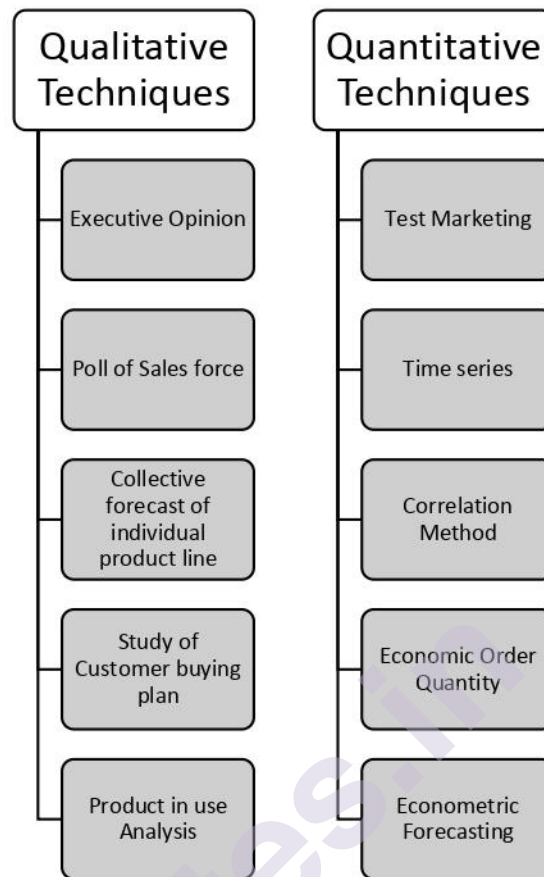 Qualitative
Techniques
Executive Opinion
Poll of Sales force
Collective
forecast of
individual
product line
Study of
Customer buying
plan
Product in use
Analysis
Quantitative
Techniques
Test Marketing
Time series
Correlation
Method
Economic Order
Quantity
Econometric
Forecasting